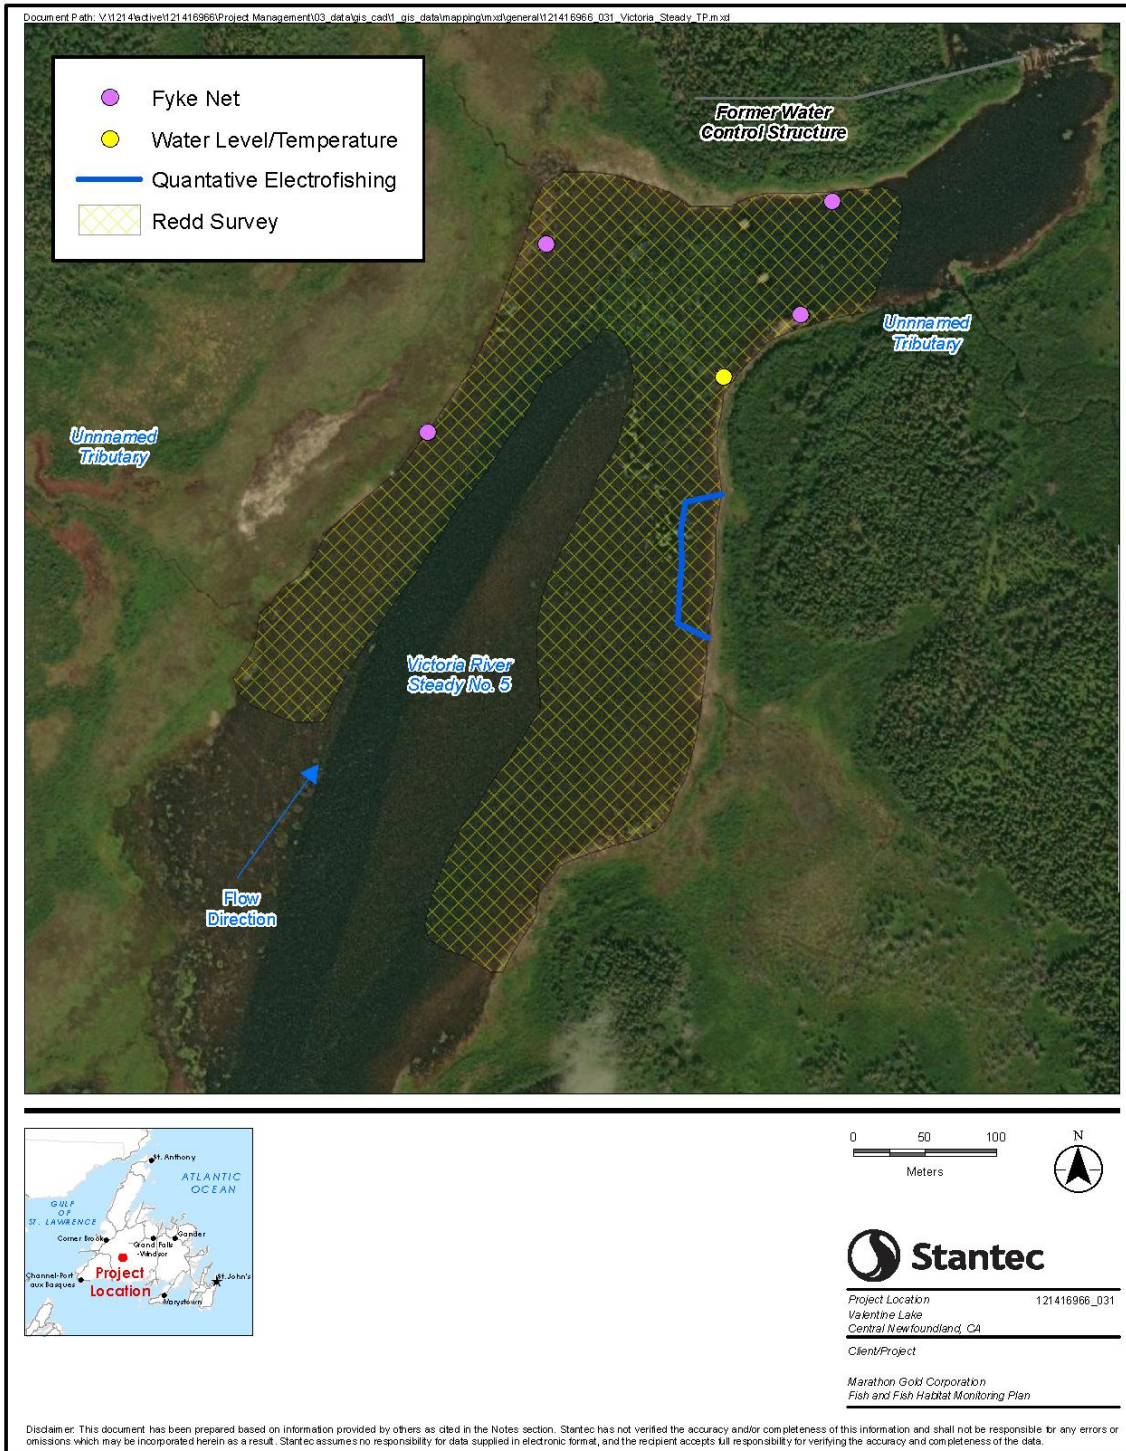 Document Path: V:\1214\active\121416966\Project Management\03_data\gis_cad\1_gis_data\mapping\mxd\general\121416966_031_Victoria_Steady_TP.mxd
Fyke Net
Water Level/Temperature
Quantative Electrofishing
Redd Survey
Former Water
Control Structure
Unnnamed
Tributary
Unnnamed
Tributary
Victoria River
Steady No. 5
Flow
Direction
St. Anthony
ATLANTIC
OCEAN
GULF
OF
ST. LAWRENCE
Corner Brook
Grand Falls
-Windsor
Gander
Project
Location
Channel-Port
aux Basques
St. John's
Marystown
0 50 100
Meters
N
Stantec
Project Location 121416966_031
Valentine Lake
Central Newfoundland, CA
Client/Project
Marathon Gold Corporation
Fish and Fish Habitat Monitoring Plan
Disclaimer: This document has been prepared based on information provided by others as cited in the Notes section. Stantec has not verified the accuracy and/or completeness of this information and shall not be responsible for any errors or
omissions which may be incorporated herein as a result. Stantec assumes no responsibility for data supplied in electronic format, and the recipient accepts full responsibility for verifying the accuracy and completeness of the data.